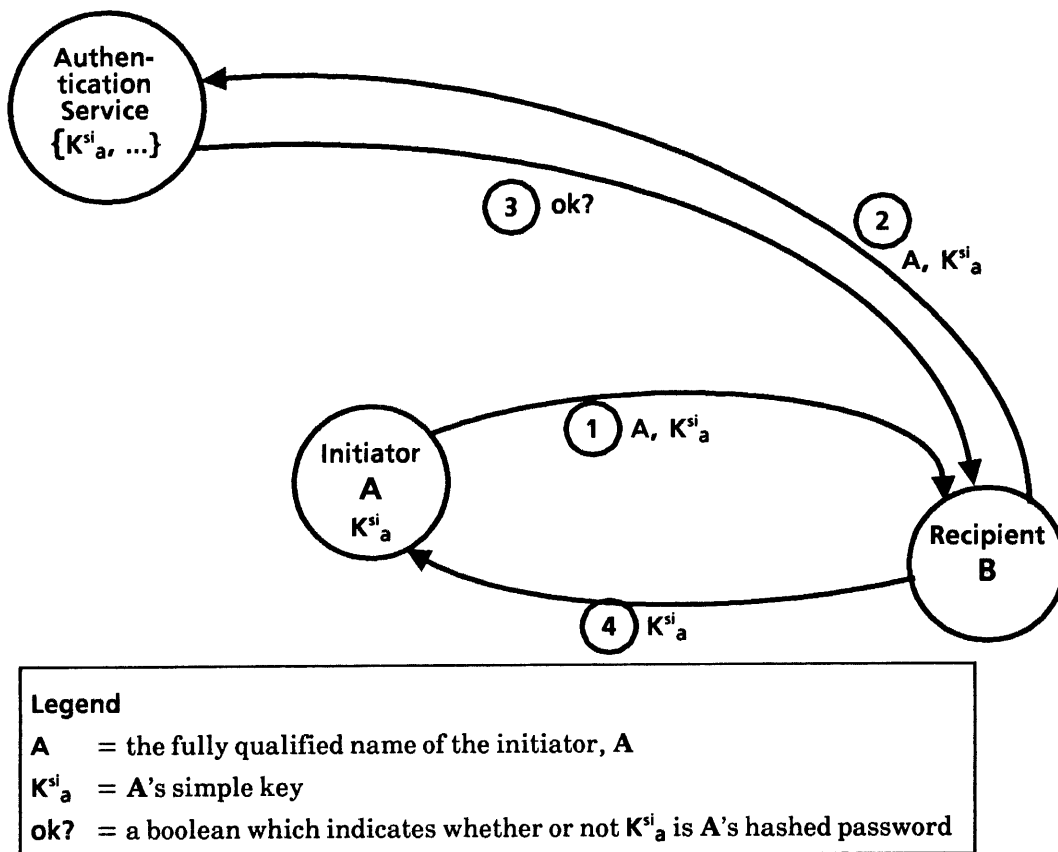 Authen-
tication
Service
{K^si_a, ...}
3 ok?
2
A, K^si_a
1 A, K^si_a
Initiator
A
K^si_a
Recipient
B
4 K^si_a
Legend
A = the fully qualified name of the initiator, A
K^si_a = A's simple key
ok? = a boolean which indicates whether or not K^si_a is A's hashed password